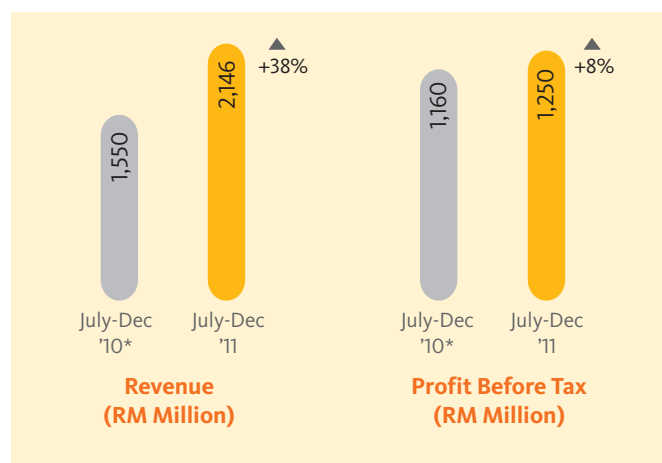 1,550
2,146
+38%
July-Dec
’10*
July-Dec
’11
Revenue
(RM Million)
1,160
1,250
+8%
July-Dec
’10*
July-Dec
’11
Profit Before Tax
(RM Million)